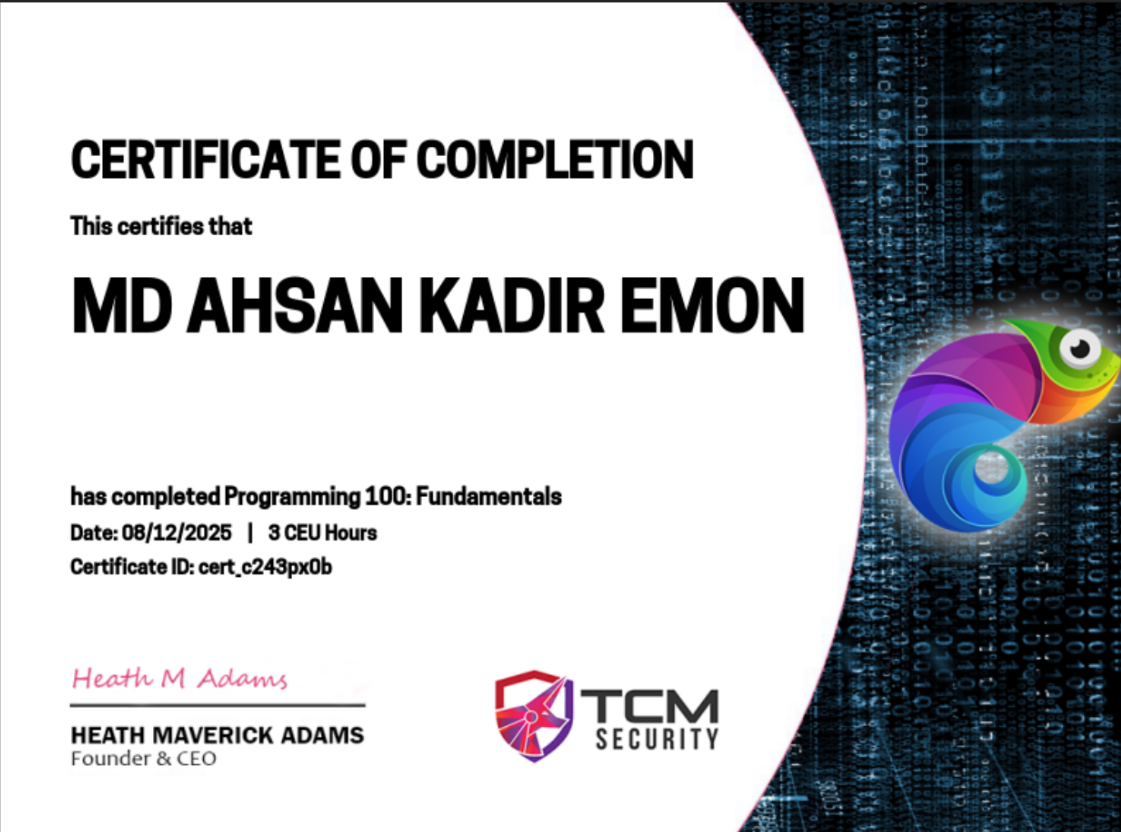 CERTIFICATE OF COMPLETION
This certifies that
MD AHSAN KADIR EMON
has completed Programming 100: Fundamentals
Date: 08/12/2025 | 3 CEU Hours
Certificate ID: cert_c243px0b
Heath M Adams
HEATH MAVERICK ADAMS
Founder & CEO
TCM
SECURITY